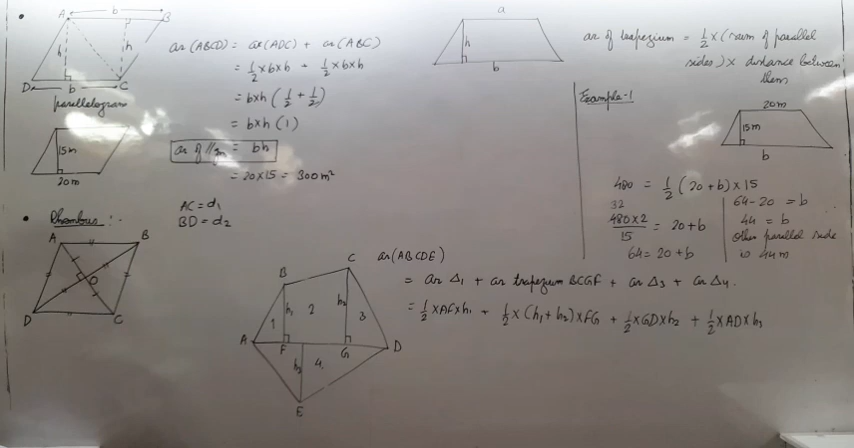 A b B
h h
D b C
parallelogram
ar(ABCD) = ar(ADC) + ar(ABC)
= 1/2 × b × h + 1/2 × b × h
= b×h (1/2 + 1/2)
= b×h (1)
ar of //gm = bh
= 20×15 = 300m²
15m
20m
a
h
b
ar of trapezium = 1/2 × (sum of parallel
sides) × distance between
them
Example-1
20m
15m
b
480 = 1/2 (20+b) × 15
32
480×2/15 = 20+b
64 = 20+b
64-20 = b
44 = b
other parallel side
is 44m
Rhombus :-
AC = d₁
BD = d₂
A B
O
D C
C
B
h₁ 2 h₂
1 3
A F G D
h₃ 4.
E
ar(ABCDE)
= ar Δ₁ + ar trapezium BCGF + ar Δ₃ + ar Δ₄.
= 1/2 × AF × h₁ + 1/2 × (h₁ + h₂) × FG + 1/2 × GD × h₂ + 1/2 × AD × h₃